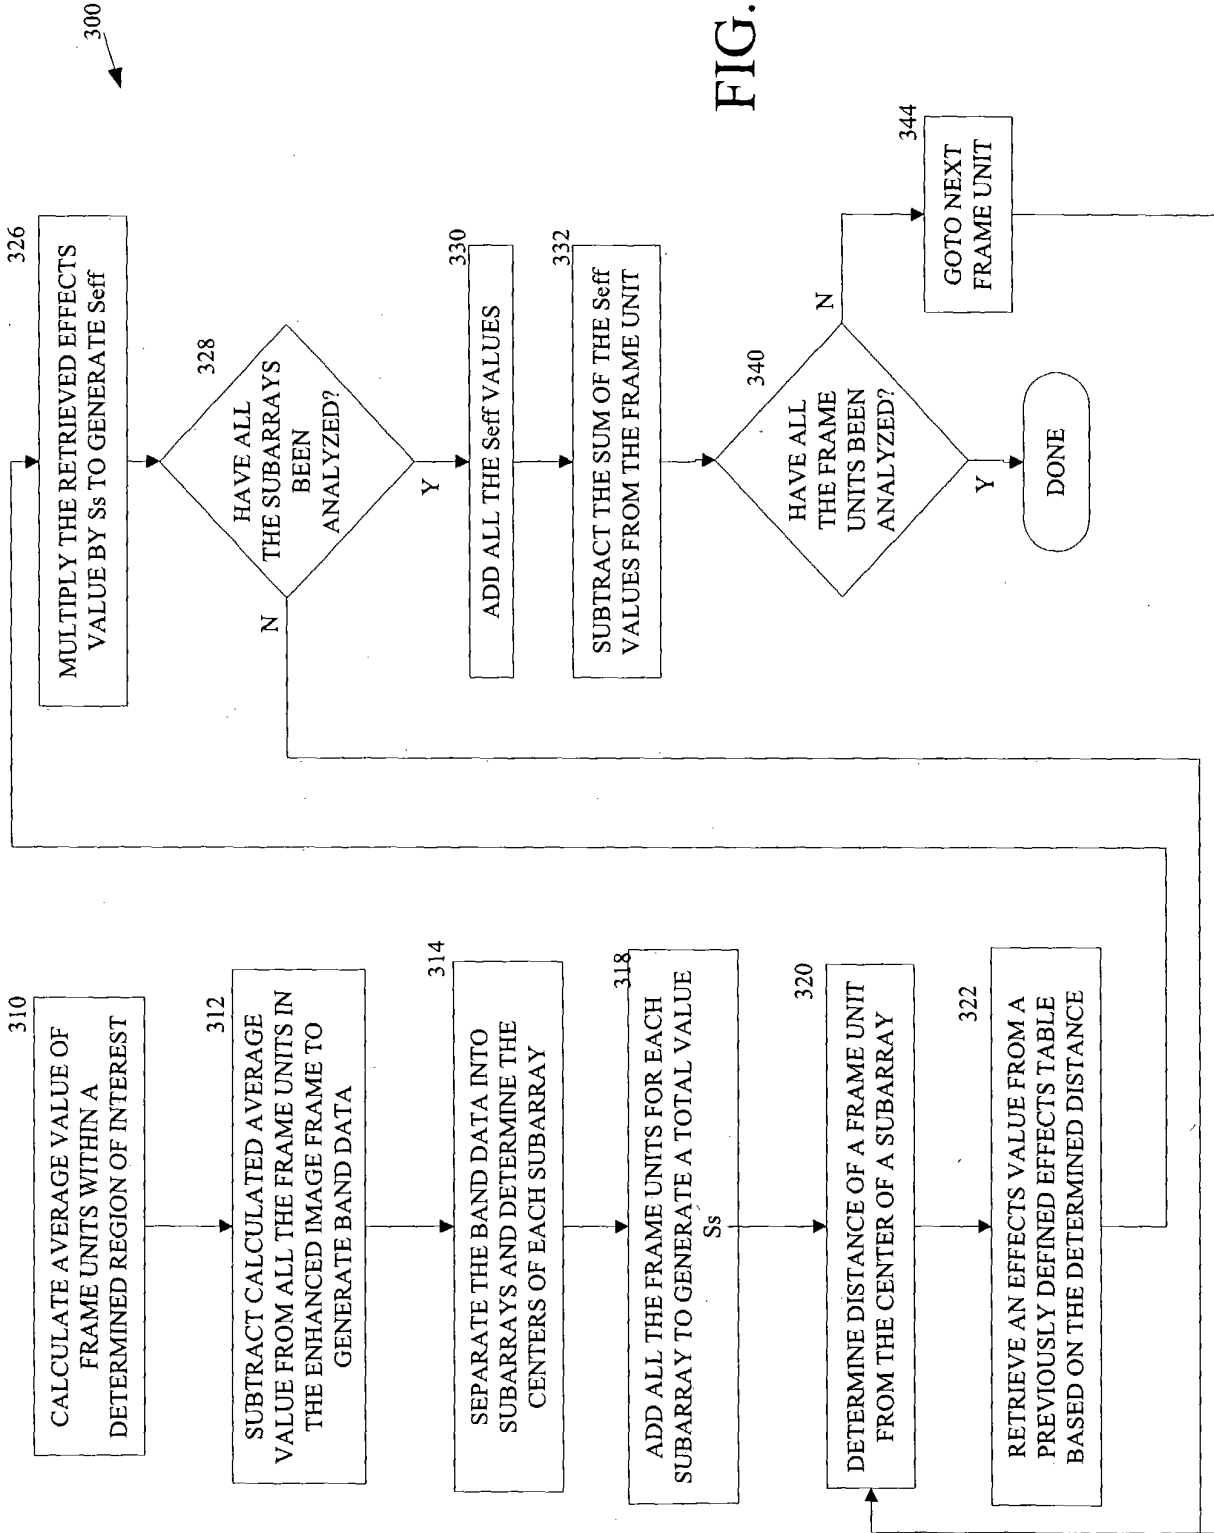 300
310
CALCULATE AVERAGE VALUE OF
FRAME UNITS WITHIN A
DETERMINED REGION OF INTEREST
312
SUBTRACT CALCULATED AVERAGE
VALUE FROM ALL THE FRAME UNITS IN
THE ENHANCED IMAGE FRAME TO
GENERATE BAND DATA
314
SEPARATE THE BAND DATA INTO
SUBARRAYS AND DETERMINE THE
CENTERS OF EACH SUBARRAY
318
ADD ALL THE FRAME UNITS FOR EACH
SUBARRAY TO GENERATE A TOTAL VALUE
Ss
320
DETERMINE DISTANCE OF A FRAME UNIT
FROM THE CENTER OF A SUBARRAY
322
RETRIEVE AN EFFECTS VALUE FROM A
PREVIOUSLY DEFINED EFFECTS TABLE
BASED ON THE DETERMINED DISTANCE
326
MULTIPLY THE RETRIEVED EFFECTS
VALUE BY Ss TO GENERATE Seff
328
HAVE ALL
THE SUBARRAYS
BEEN
ANALYZED?
N
Y
330
ADD ALL THE Seff VALUES
332
SUBTRACT THE SUM OF THE Seff
VALUES FROM THE FRAME UNIT
340
HAVE ALL
THE FRAME
UNITS BEEN
ANALYZED?
N
Y
344
GOTO NEXT
FRAME UNIT
DONE
FIG.